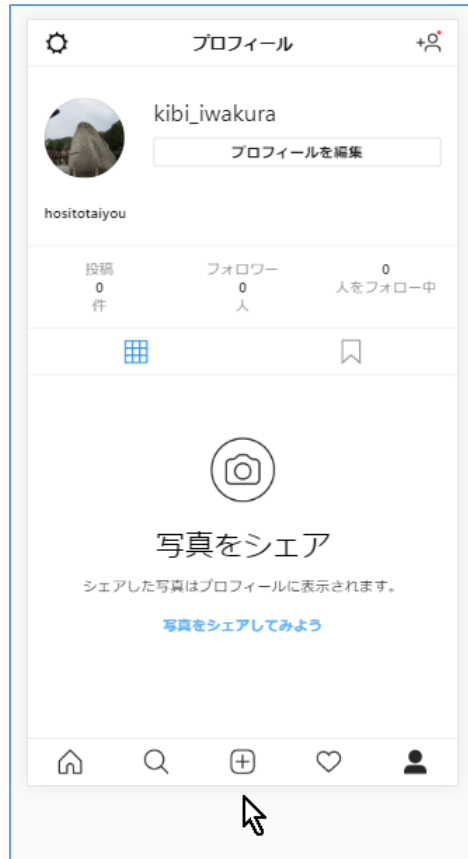 プロフィール
kibi_iwakura
プロフィールを編集
hositotaiyou
投稿
0
件
フォロワー
0
人
0
人をフォロー中
写真をシェア
シェアした写真はプロフィールに表示されます。
写真をシェアしてみよう